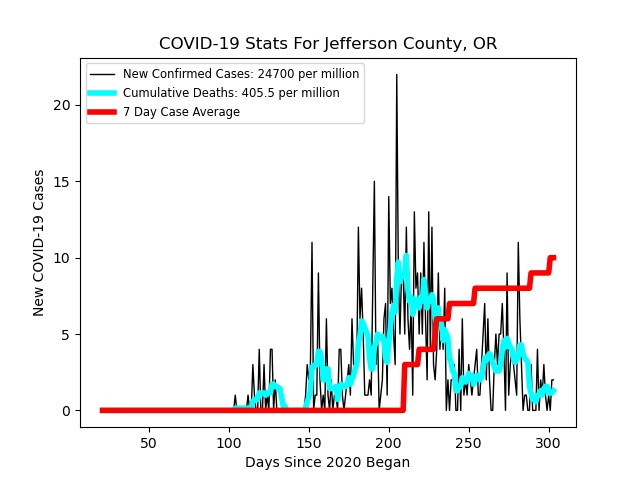 COVID-19 Stats For Jefferson County, OR
New Confirmed Cases: 24700 per million
Cumulative Deaths: 405.5 per million
7 Day Case Average
New COVID-19 Cases
20
15
10
5
0
50 100 150 200 250 300
Days Since 2020 Began